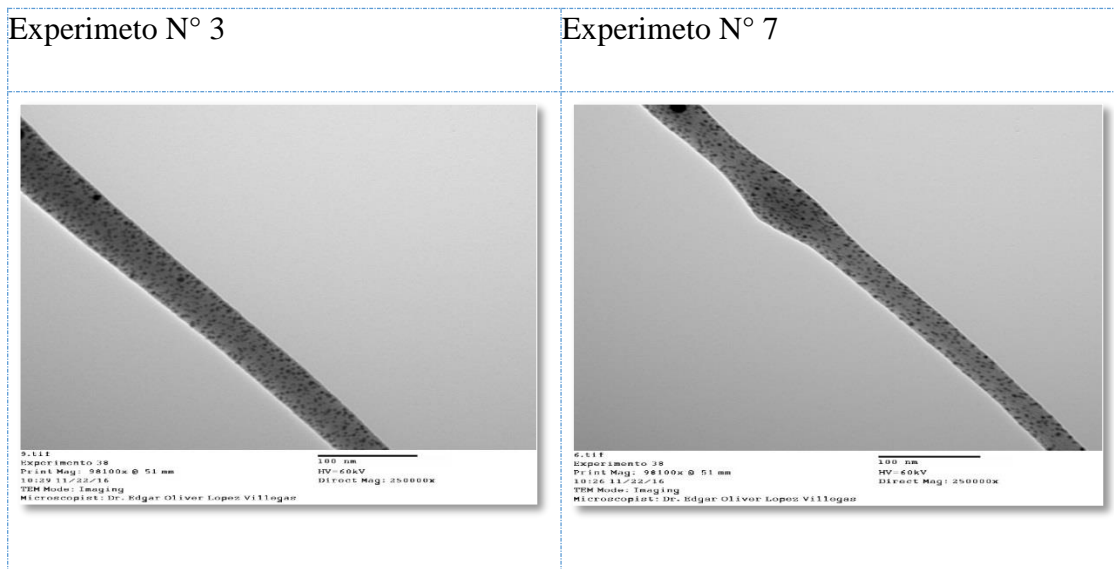 Experimeto N° 3
Experimeto N° 7
9.tif
Experimento 38
Print Mag: 98100x @ 51 mm
10:29 11/22/16
TEM Mode: Imaging
Microscopist: Dr. Edgar Oliver Lopez Villegas
100 nm
HV=60kV
Direct Mag: 250000x
6.tif
Experimento 38
Print Mag: 98100x @ 51 mm
10:26 11/22/16
TEM Mode: Imaging
Microscopist: Dr. Edgar Oliver Lopez Villegas
100 nm
HV=60kV
Direct Mag: 250000x